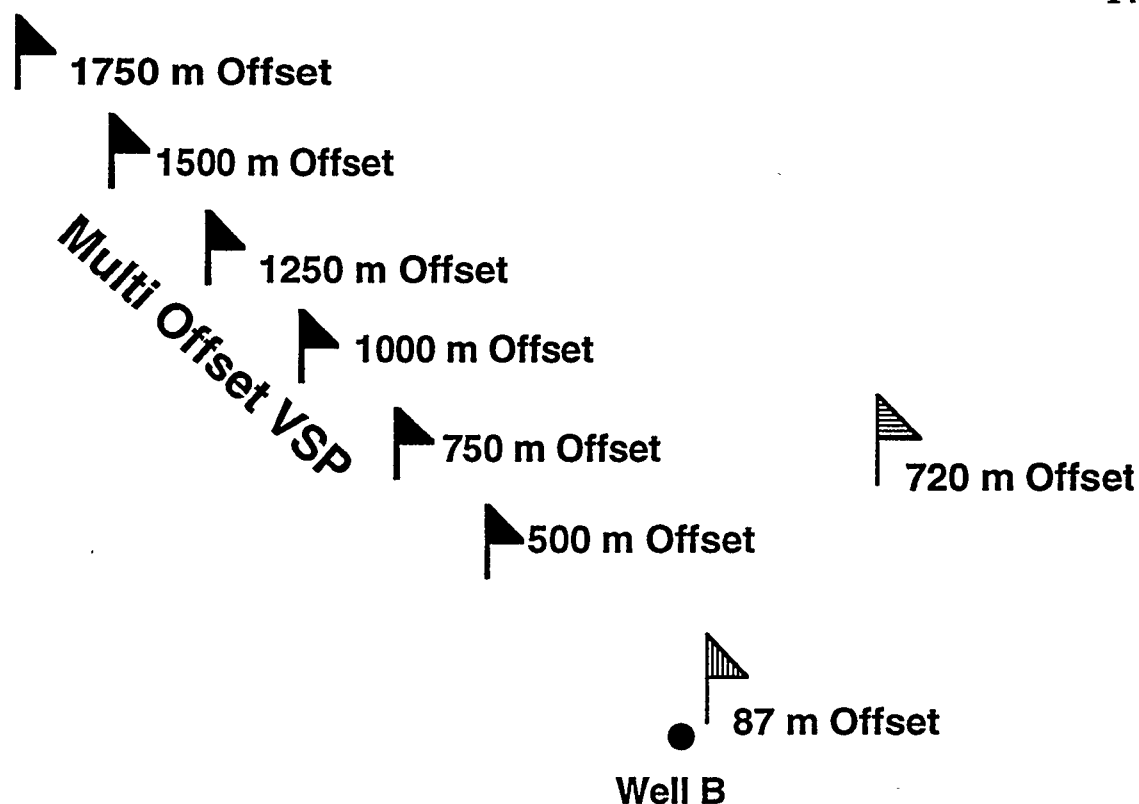 1750 m Offset
1500 m Offset
Multi Offset VSP
1250 m Offset
1000 m Offset
750 m Offset
720 m Offset
500 m Offset
87 m Offset
Well B